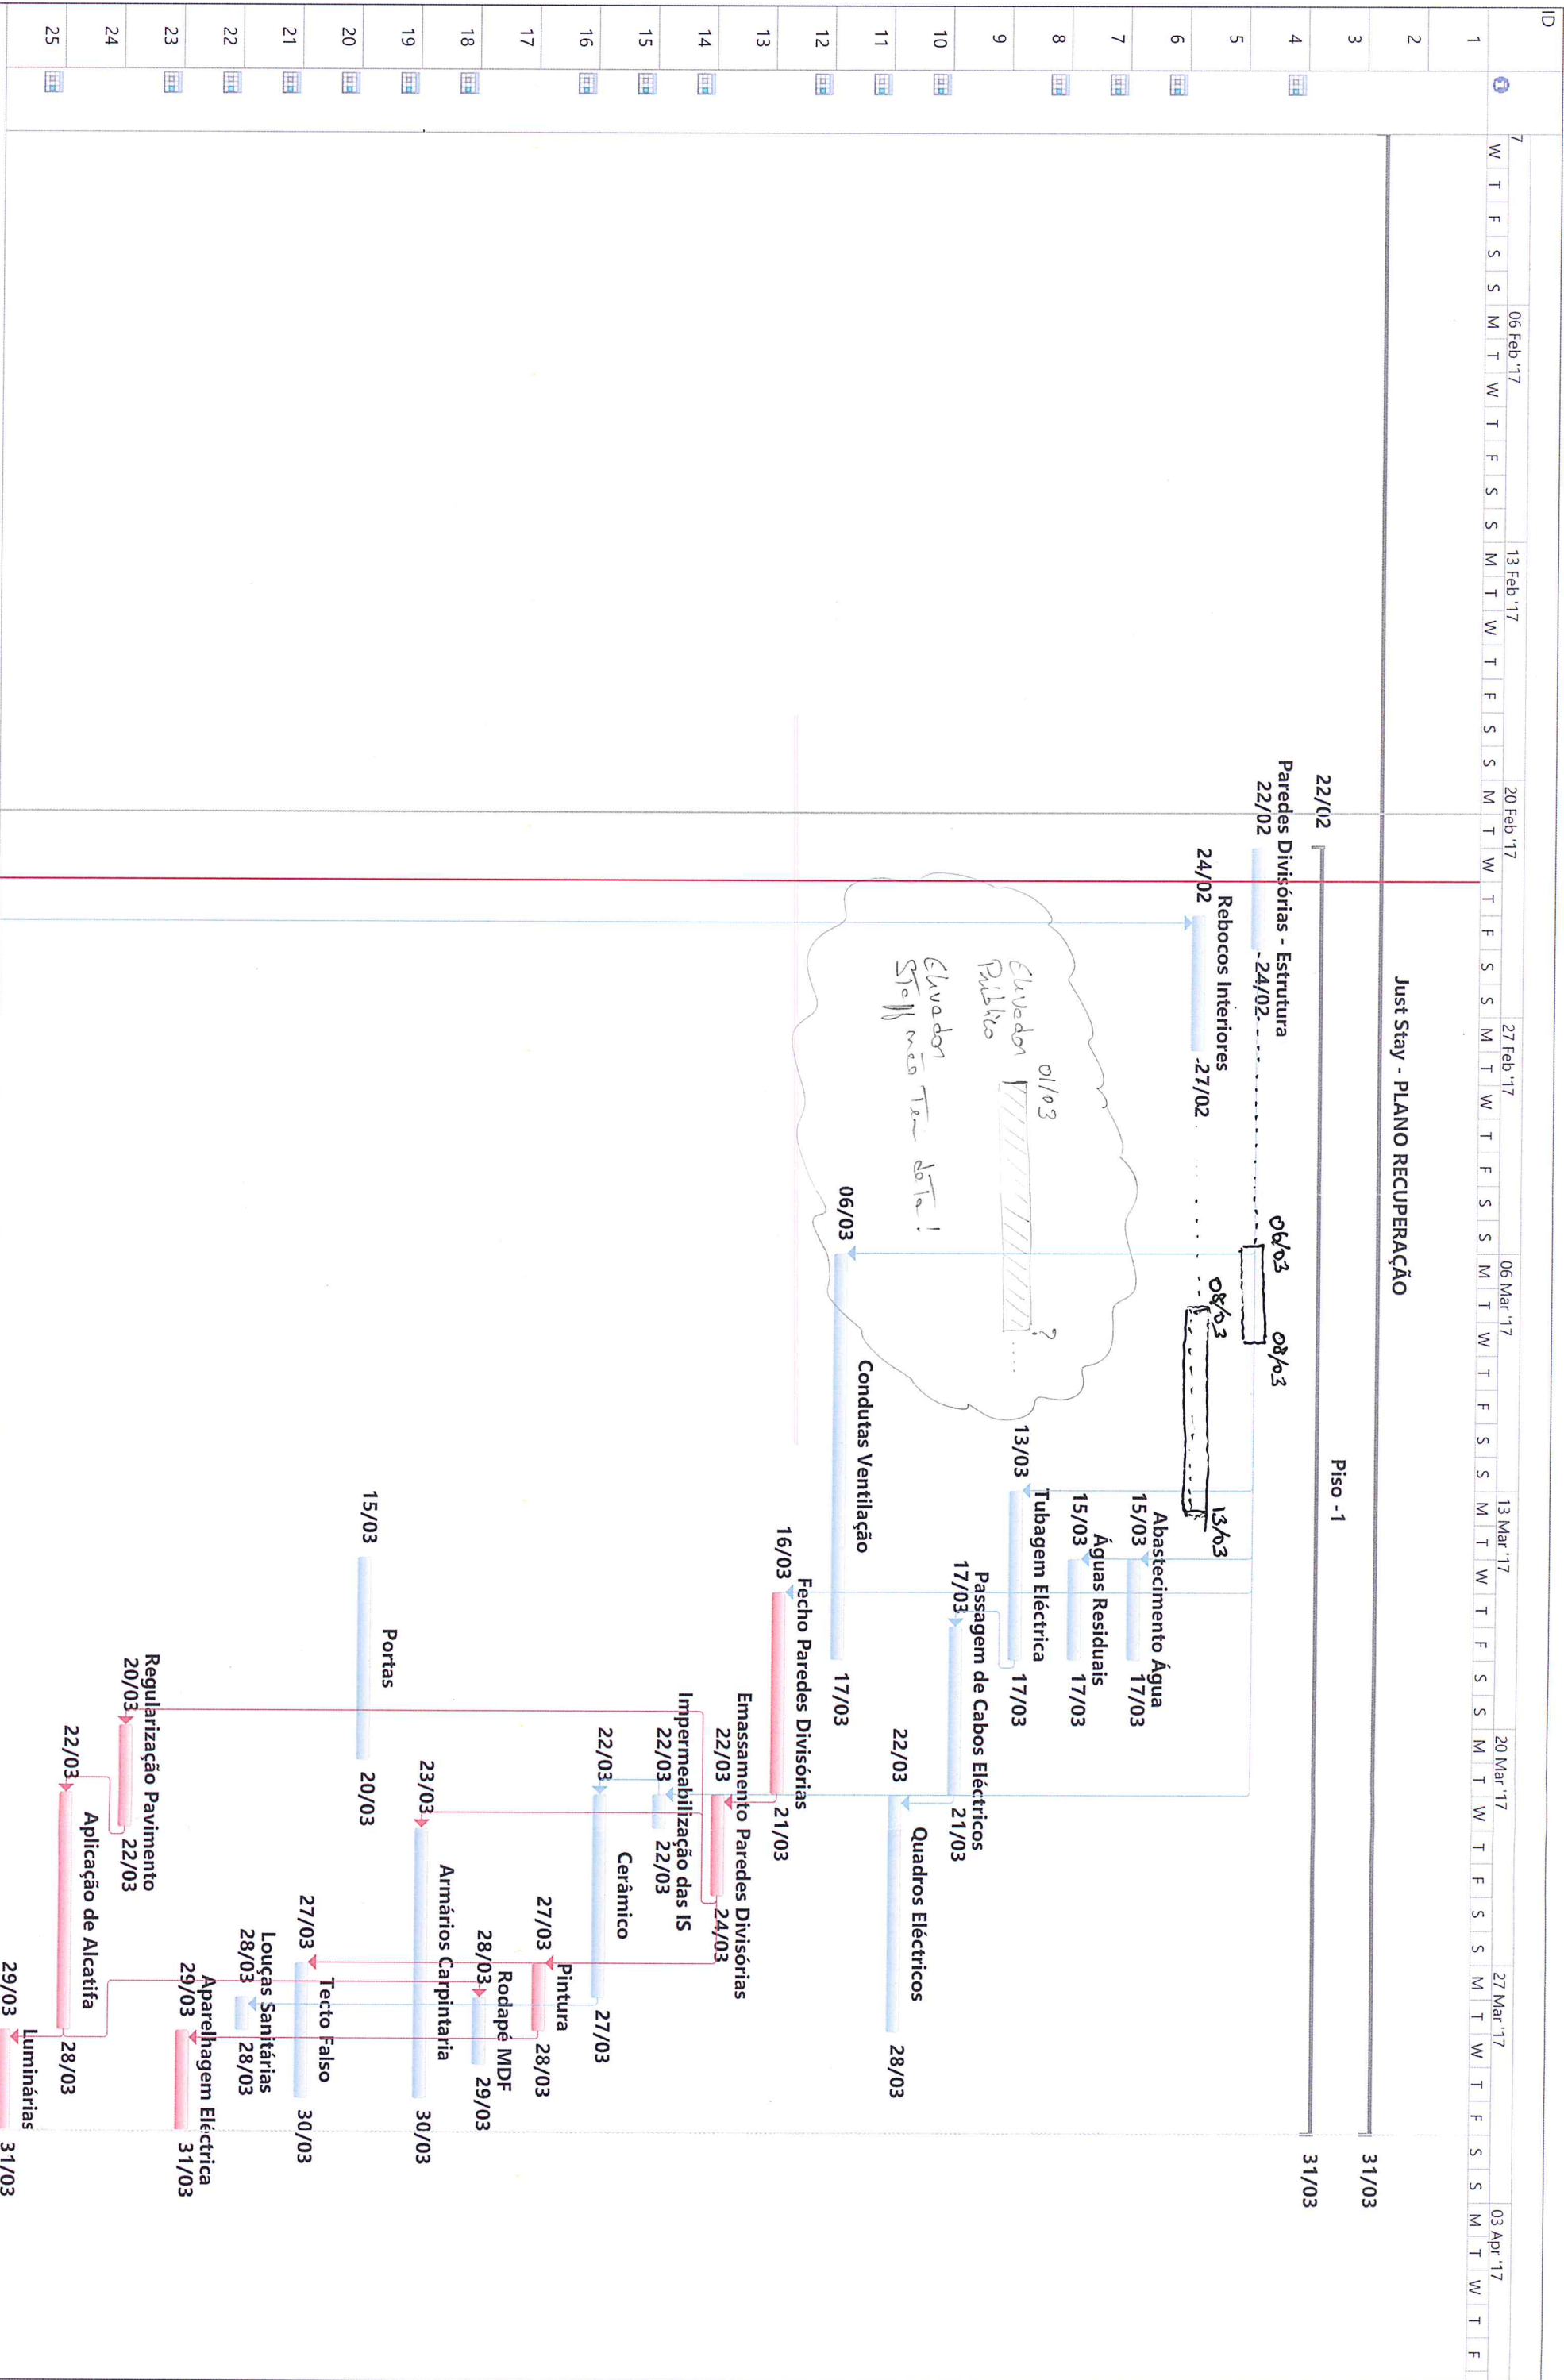 ID
7
06 Feb '17
13 Feb '17
20 Feb '17
27 Feb '17
06 Mar '17
13 Mar '17
20 Mar '17
27 Mar '17
03 Apr '17
W T F S S M T W T F S S M T W T F S S M T W T F S S M T W T F S S M T W T F S S M T W T F S S M T W T F S S M T W T F S S M T W T F
1
2
Just Stay - PLANO RECUPERAÇÃO
31/03
3
22/02
Piso -1
31/03
4
Paredes Divisórias - Estrutura
22/02
24/02
06/03
08/03
5
6
Rebocos Interiores
24/02
27/02
08/03
13/03
7
Abastecimento Água
15/03
17/03
8
Águas Residuais
15/03
17/03
9
Tubagem Eléctrica
13/03
17/03
01/03
Elevador
Público
?
Elevador
Staff não Tem data!
10
Passagem de Cabos Eléctricos
17/03
21/03
11
Quadros Eléctricos
22/03
28/03
12
Condutas Ventilação
06/03
17/03
13
Fecho Paredes Divisórias
16/03
21/03
14
Emassamento Paredes Divisórias
22/03
24/03
15
Impermeabilização das IS
22/03
22/03
16
Cerâmico
22/03
27/03
17
Pintura
27/03
28/03
18
Rodapé MDF
28/03
29/03
19
Armários Carpintaria
23/03
30/03
20
Portas
15/03
20/03
21
Tecto Falso
27/03
30/03
22
Louças Sanitárias
28/03
28/03
23
Aparelhagem Eléctrica
29/03
31/03
24
Regularização Pavimento
20/03
22/03
25
Aplicação de Alcatifa
22/03
28/03
Luminárias
29/03
31/03